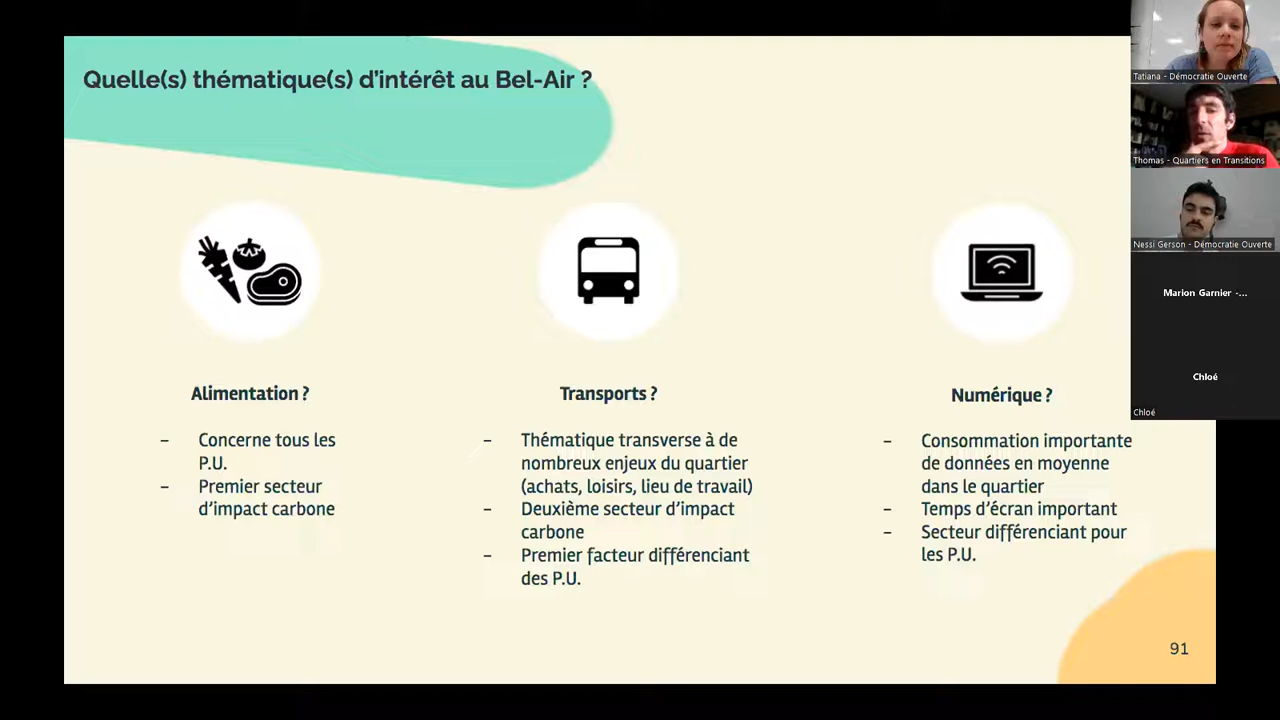 Quelle(s) thématique(s) d'intérêt au Bel-Air ?
Alimentation ?
- Concerne tous les
P.U.
- Premier secteur
d'impact carbone
Transports ?
- Thématique transverse à de
nombreux enjeux du quartier
(achats, loisirs, lieu de travail)
- Deuxième secteur d'impact
carbone
- Premier facteur différenciant
des P.U.
Numérique ?
- Consommation importante
de données en moyenne
dans le quartier
- Temps d'écran important
- Secteur différenciant pour
les P.U.
91
Tatiana - Démocratie Ouverte
Thomas - Quartiers en Transitions
Nessi Gerson - Démocratie Ouverte
Marion Garnier -...
Chloé
Chloé